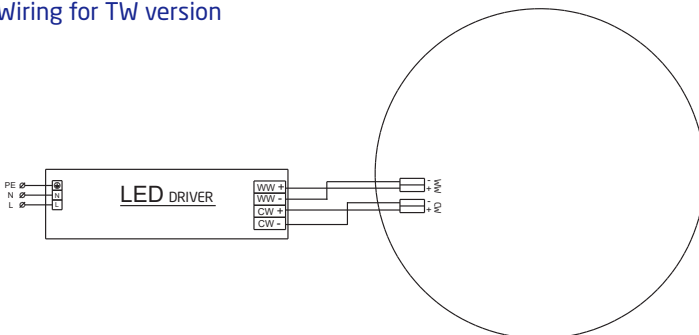 Wiring for TW version
PE
N
L
N
L
LED DRIVER
WW +
WW -
CW +
CW -
- WW
+
- CW
+